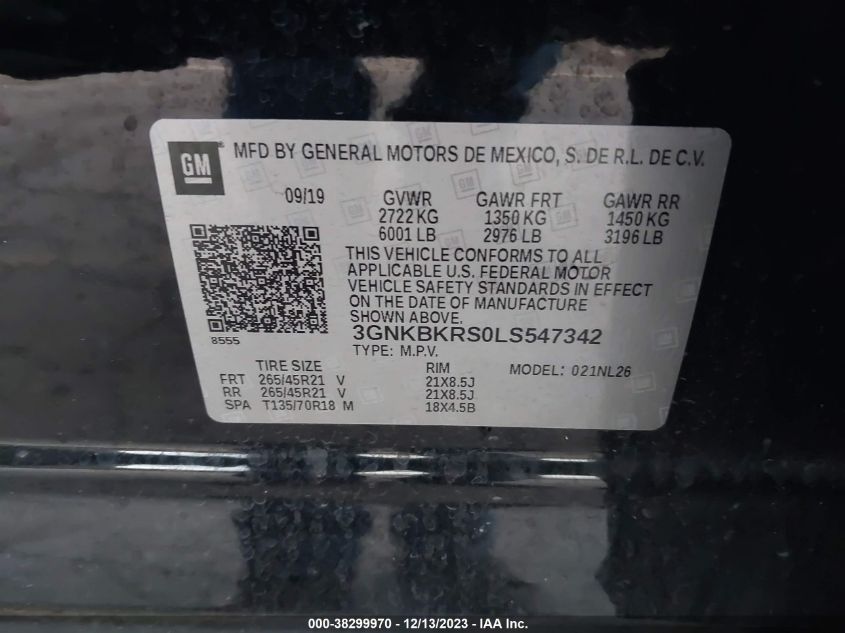 GM ® MFD BY GENERAL MOTORS DE MEXICO, S. DE R.L. DE C.V.
09/19 GVWR GAWR FRT GAWR RR
2722 KG 1350 KG 1450 KG
6001 LB 2976 LB 3196 LB
THIS VEHICLE CONFORMS TO ALL
APPLICABLE U.S. FEDERAL MOTOR
VEHICLE SAFETY STANDARDS IN EFFECT
ON THE DATE OF MANUFACTURE
SHOWN ABOVE.
8555 3GNKBKRS0LS547342
TYPE: M.P.V.
TIRE SIZE RIM MODEL: 021NL26
FRT 265/45R21 V 21X8.5J
RR 265/45R21 V 21X8.5J
SPA T135/70R18 M 18X4.5B
000-38299970 - 12/13/2023 - IAA Inc.